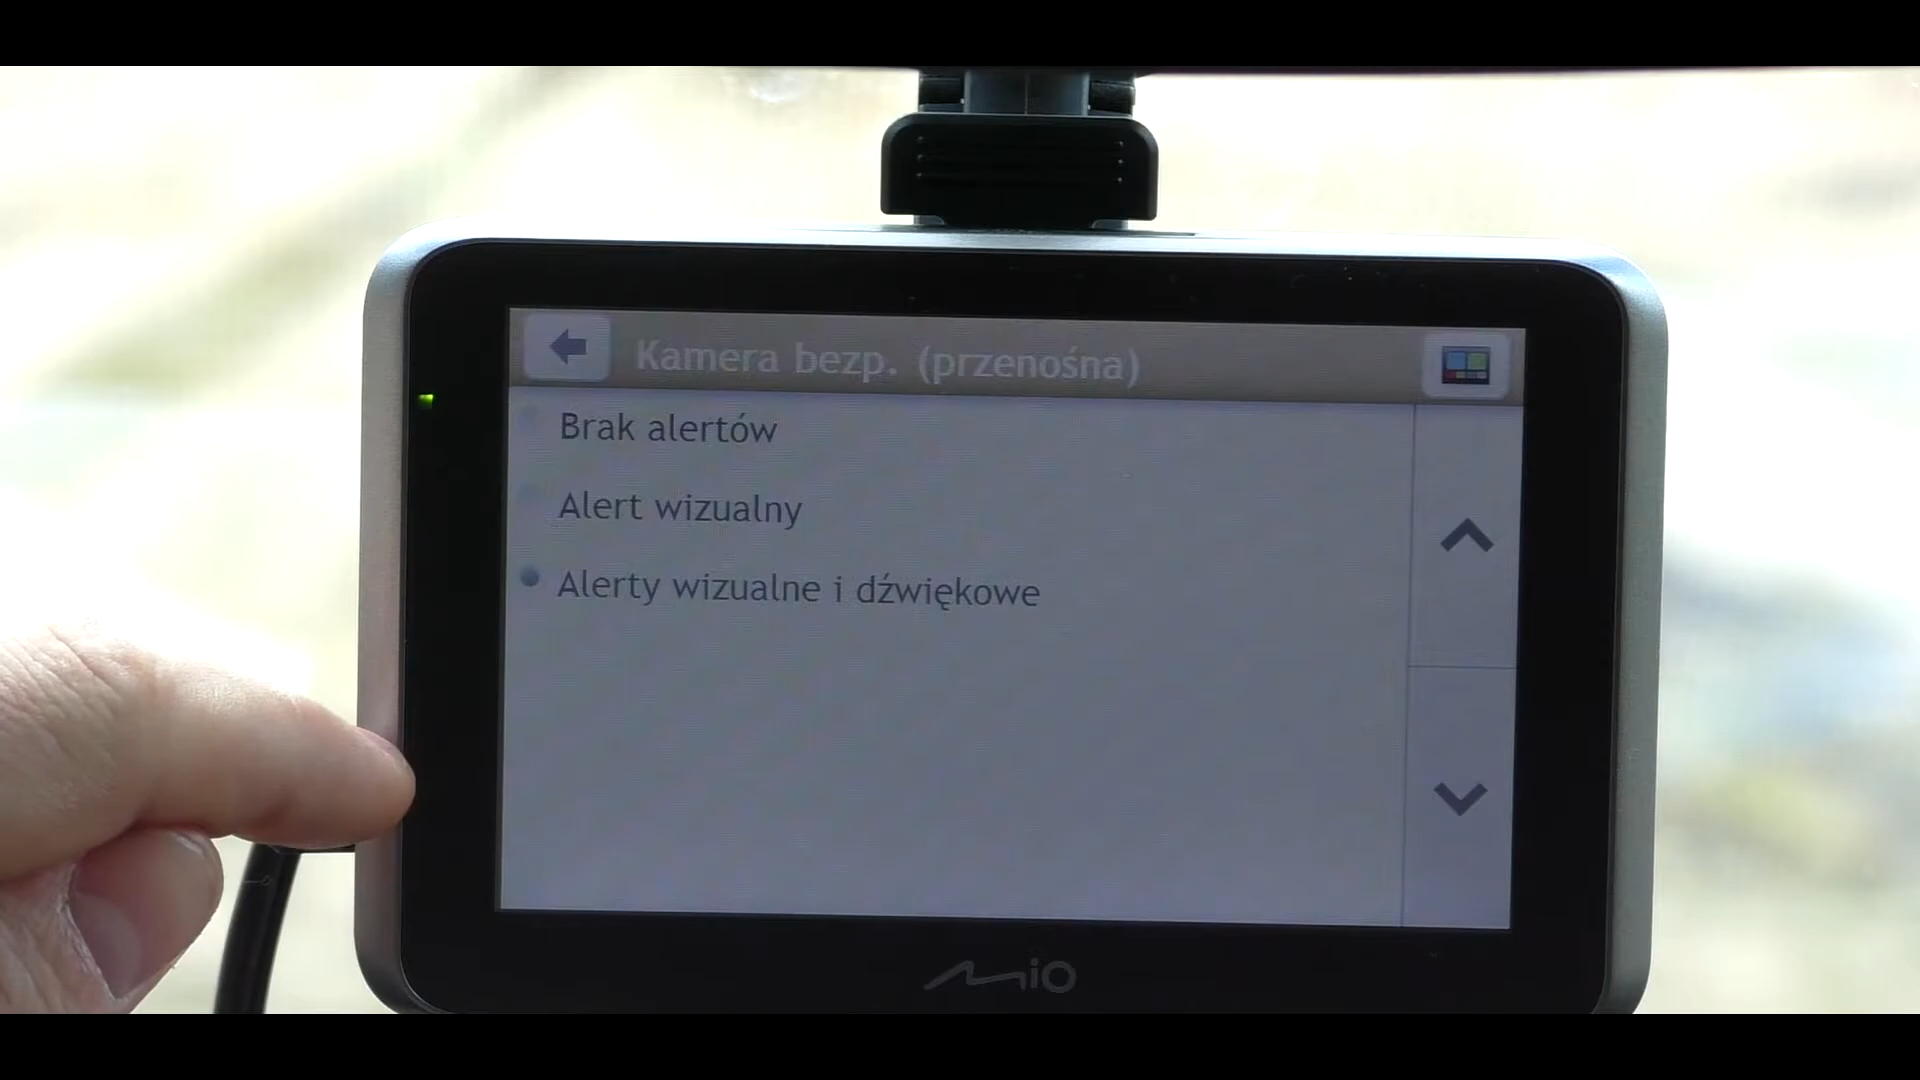 Kamera bezp. (przenośna)
Brak alertów
Alert wizualny
Alerty wizualne i dźwiękowe
Mio